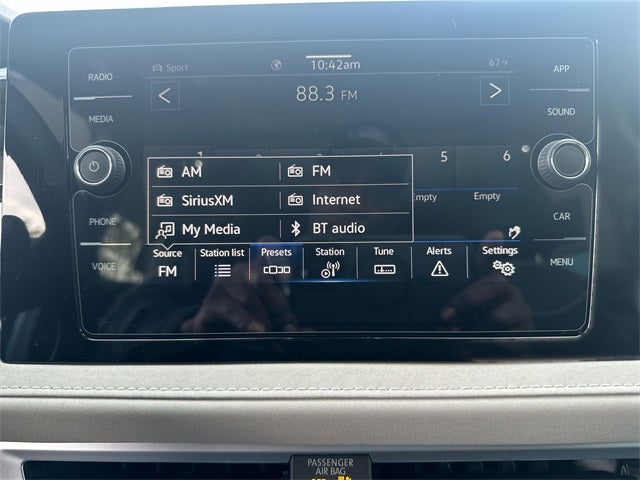 RADIO
MEDIA
PHONE
VOICE
Sport
10:42am
67°F
88.3 FM
5
6
Empty
Empty
AM
FM
SiriusXM
Internet
My Media
BT audio
Source
FM
Station list
Presets
Station
Tune
Alerts
Settings
APP
SOUND
CAR
MENU
PASSENGER
AIR BAG